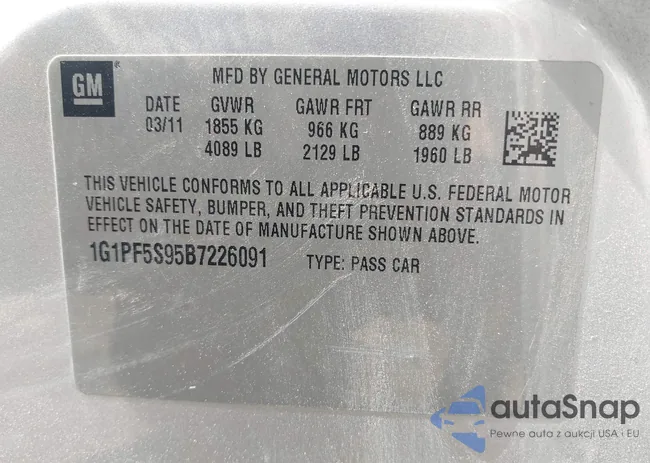 GM
MFD BY GENERAL MOTORS LLC
DATE GVWR GAWR FRT GAWR RR
03/11 1855 KG 966 KG 889 KG
4089 LB 2129 LB 1960 LB
THIS VEHICLE CONFORMS TO ALL APPLICABLE U.S. FEDERAL MOTOR
VEHICLE SAFETY, BUMPER, AND THEFT PREVENTION STANDARDS IN
EFFECT ON THE DATE OF MANUFACTURE SHOWN ABOVE.
1G1PF5S95B7226091 TYPE: PASS CAR
autaSnap
Pewne auta z aukcji USA i EU